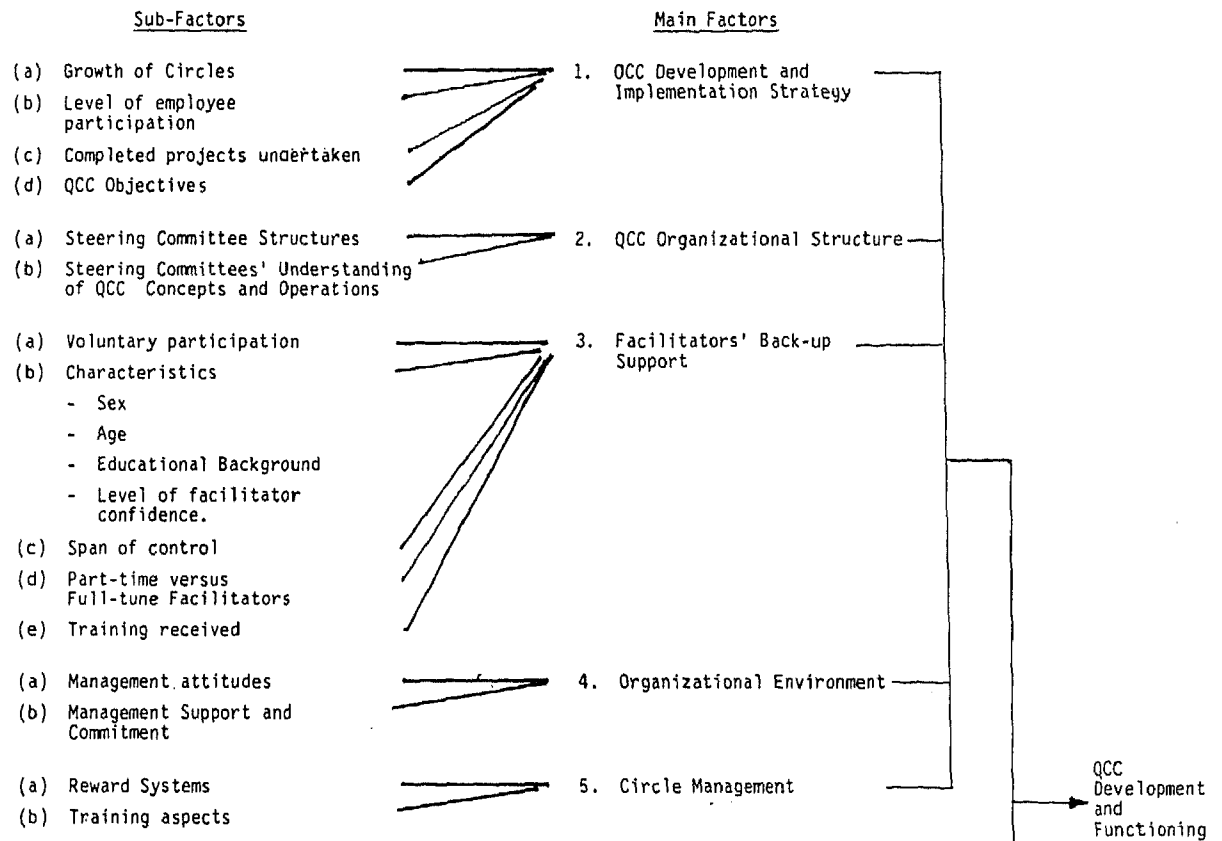 Sub-Factors Main Factors
(a) Growth of Circles 1. OCC Development and
Implementation Strategy
(b) Level of employee
participation
(c) Completed projects undertaken
(d) QCC Objectives
(a) Steering Committee Structures 2. QCC Organizational Structure
(b) Steering Committees' Understanding
of QCC Concepts and Operations
(a) Voluntary participation 3. Facilitators' Back-up
Support
(b) Characteristics
- Sex
- Age
- Educational Background
- Level of facilitator
confidence.
(c) Span of control
(d) Part-time versus
Full-tune Facilitators
(e) Training received
(a) Management attitudes 4. Organizational Environment
(b) Management Support and
Commitment
(a) Reward Systems 5. Circle Management
(b) Training aspects
QCC
Development
and
Functioning